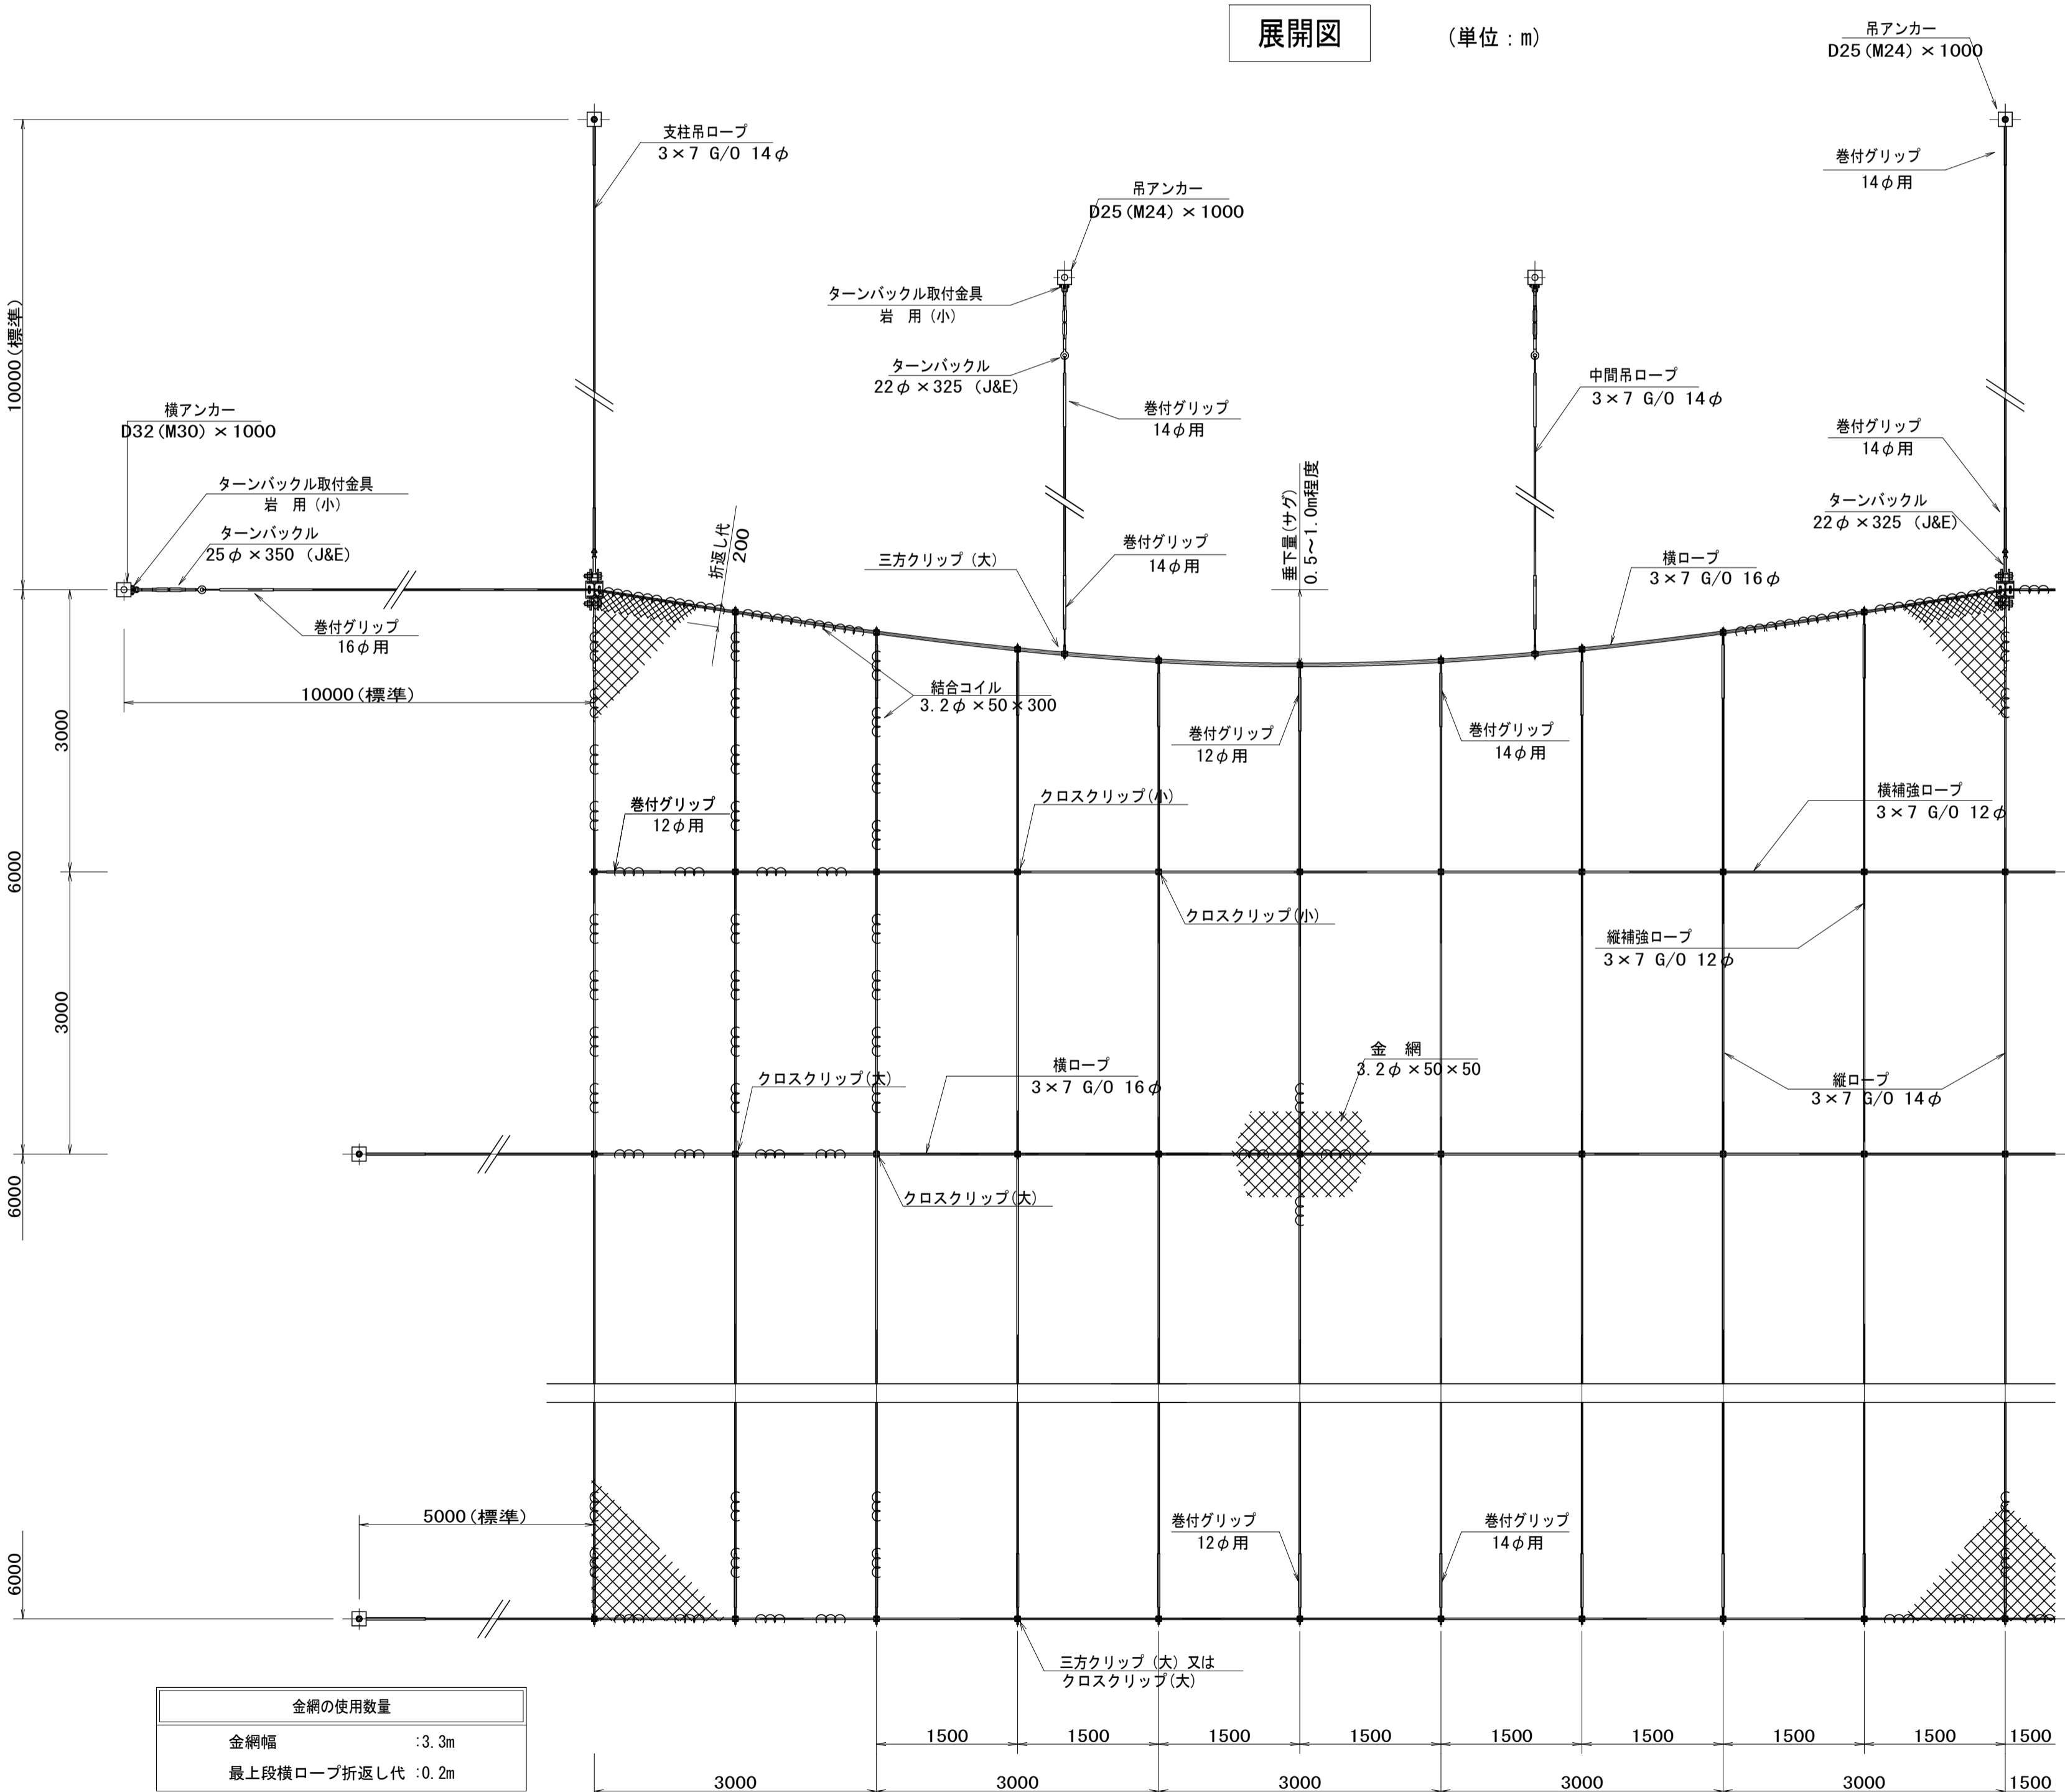 展開図
(単位：m)
吊アンカー
D25(M24) × 1000
支柱吊ロープ
3×7 G/O 14φ
巻付グリップ
14φ用
吊アンカー
D25(M24) × 1000
ターンバックル取付金具
岩　用（小）
ターンバックル
22φ×325 (J&E)
中間吊ロープ
3×7 G/O 14φ
巻付グリップ
14φ用
10000(標準)
横アンカー
D32(M30) × 1000
巻付グリップ
14φ用
ターンバックル取付金具
岩　用（小）
垂下量(サグ)
0.5～1.0m程度
ターンバックル
22φ×325 (J&E)
ターンバックル
25φ×350 (J&E)
折返し代
200
巻付グリップ
14φ用
三方クリップ（大）
横ロープ
3×7 G/O 16φ
巻付グリップ
16φ用
10000(標準)
結合コイル
3.2φ×50×300
3000
巻付グリップ
12φ用
巻付グリップ
14φ用
巻付グリップ
12φ用
クロスクリップ(小)
横補強ロープ
3×7 G/O 12φ
6000
クロスクリップ(小)
縦補強ロープ
3×7 G/O 12φ
3000
金　網
3.2φ×50×50
クロスクリップ(大)
横ロープ
3×7 G/O 16φ
縦ロープ
3×7 G/O 14φ
6000
クロスクリップ(大)
5000(標準)
巻付グリップ
12φ用
巻付グリップ
14φ用
6000
三方クリップ（大）又は
クロスクリップ(大)
金網の使用数量
金網幅 :3.3m
最上段横ロープ折返し代 :0.2m
1500 1500 1500 1500 1500 1500 1500 1500 1500
3000 3000 3000 3000 3000 1500